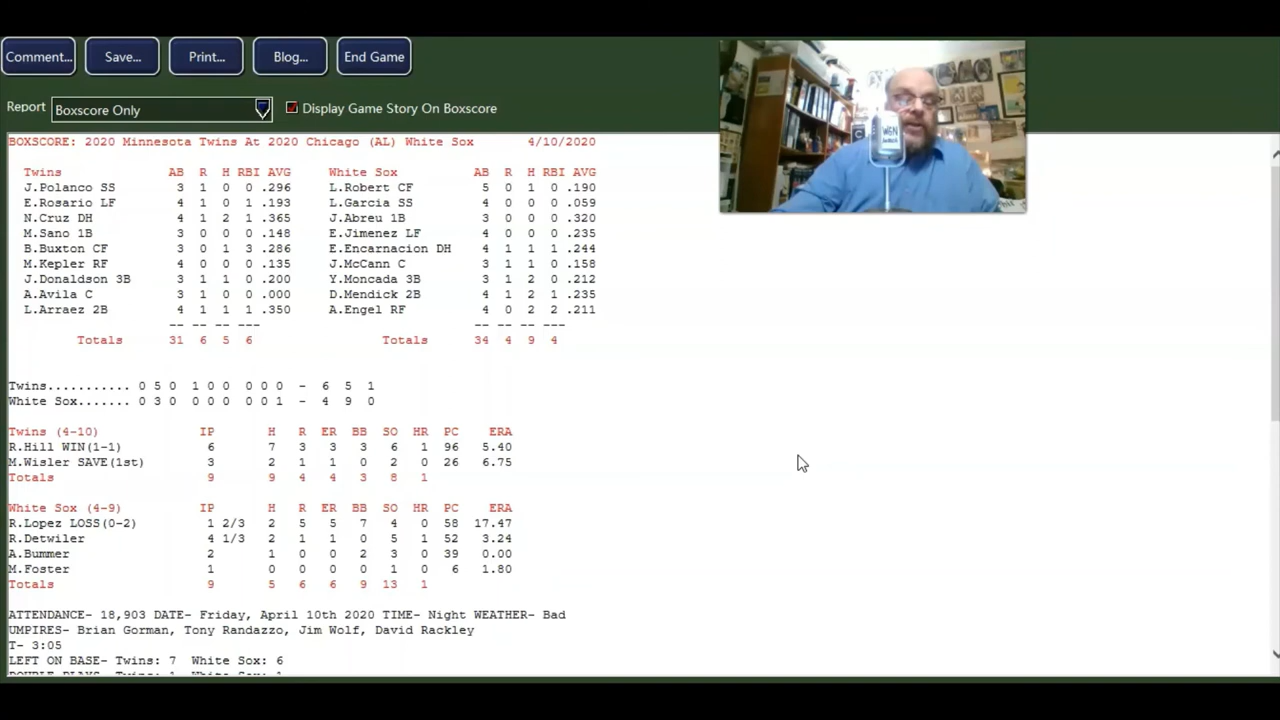 Comment... Save... Print... Blog... End Game
Report Boxscore Only Display Game Story On Boxscore
BOXSCORE: 2020 Minnesota Twins At 2020 Chicago (AL) White Sox 4/10/2020
Twins AB R H RBI AVG White Sox AB R H RBI AVG
J.Polanco SS 3 1 0 0 .296 L.Robert CF 5 0 1 0 .190
E.Rosario LF 4 1 0 1 .193 L.Garcia SS 4 0 0 0 .059
N.Cruz DH 4 1 2 1 .365 J.Abreu 1B 3 0 0 0 .320
M.Sano 1B 3 0 0 0 .148 E.Jimenez LF 4 0 0 0 .235
B.Buxton CF 3 0 1 3 .286 E.Encarnacion DH 4 1 1 1 .244
M.Kepler RF 4 0 0 0 .135 J.McCann C 3 1 1 0 .158
J.Donaldson 3B 3 1 1 0 .200 Y.Moncada 3B 3 1 2 0 .212
A.Avila C 3 1 0 0 .000 D.Mendick 2B 4 1 2 1 .235
L.Arraez 2B 4 1 1 1 .350 A.Engel RF 4 0 2 2 .211
-- -- -- --- -- -- -- ---
Totals 31 6 5 6 Totals 34 4 9 4
Twins........... 0 5 0 1 0 0 0 0 0 - 6 5 1
White Sox....... 0 3 0 0 0 0 0 0 1 - 4 9 0
Twins (4-10) IP H R ER BB SO HR PC ERA
R.Hill WIN(1-1) 6 7 3 3 3 6 1 96 5.40
M.Wisler SAVE(1st) 3 2 1 1 0 2 0 26 6.75
Totals 9 9 4 4 3 8 1
White Sox (4-9) IP H R ER BB SO HR PC ERA
R.Lopez LOSS(0-2) 1 2/3 2 5 5 7 4 0 58 17.47
R.Detwiler 4 1/3 2 1 1 0 5 1 52 3.24
A.Bummer 2 1 0 0 2 3 0 39 0.00
M.Foster 1 0 0 0 0 1 0 6 1.80
Totals 9 5 6 6 9 13 1
ATTENDANCE- 18,903 DATE- Friday, April 10th 2020 TIME- Night WEATHER- Bad
UMPIRES- Brian Gorman, Tony Randazzo, Jim Wolf, David Rackley
T- 3:05
LEFT ON BASE- Twins: 7 White Sox: 6
DOUBLE PLAYS- Twins: 1 White Sox: 1
WGN